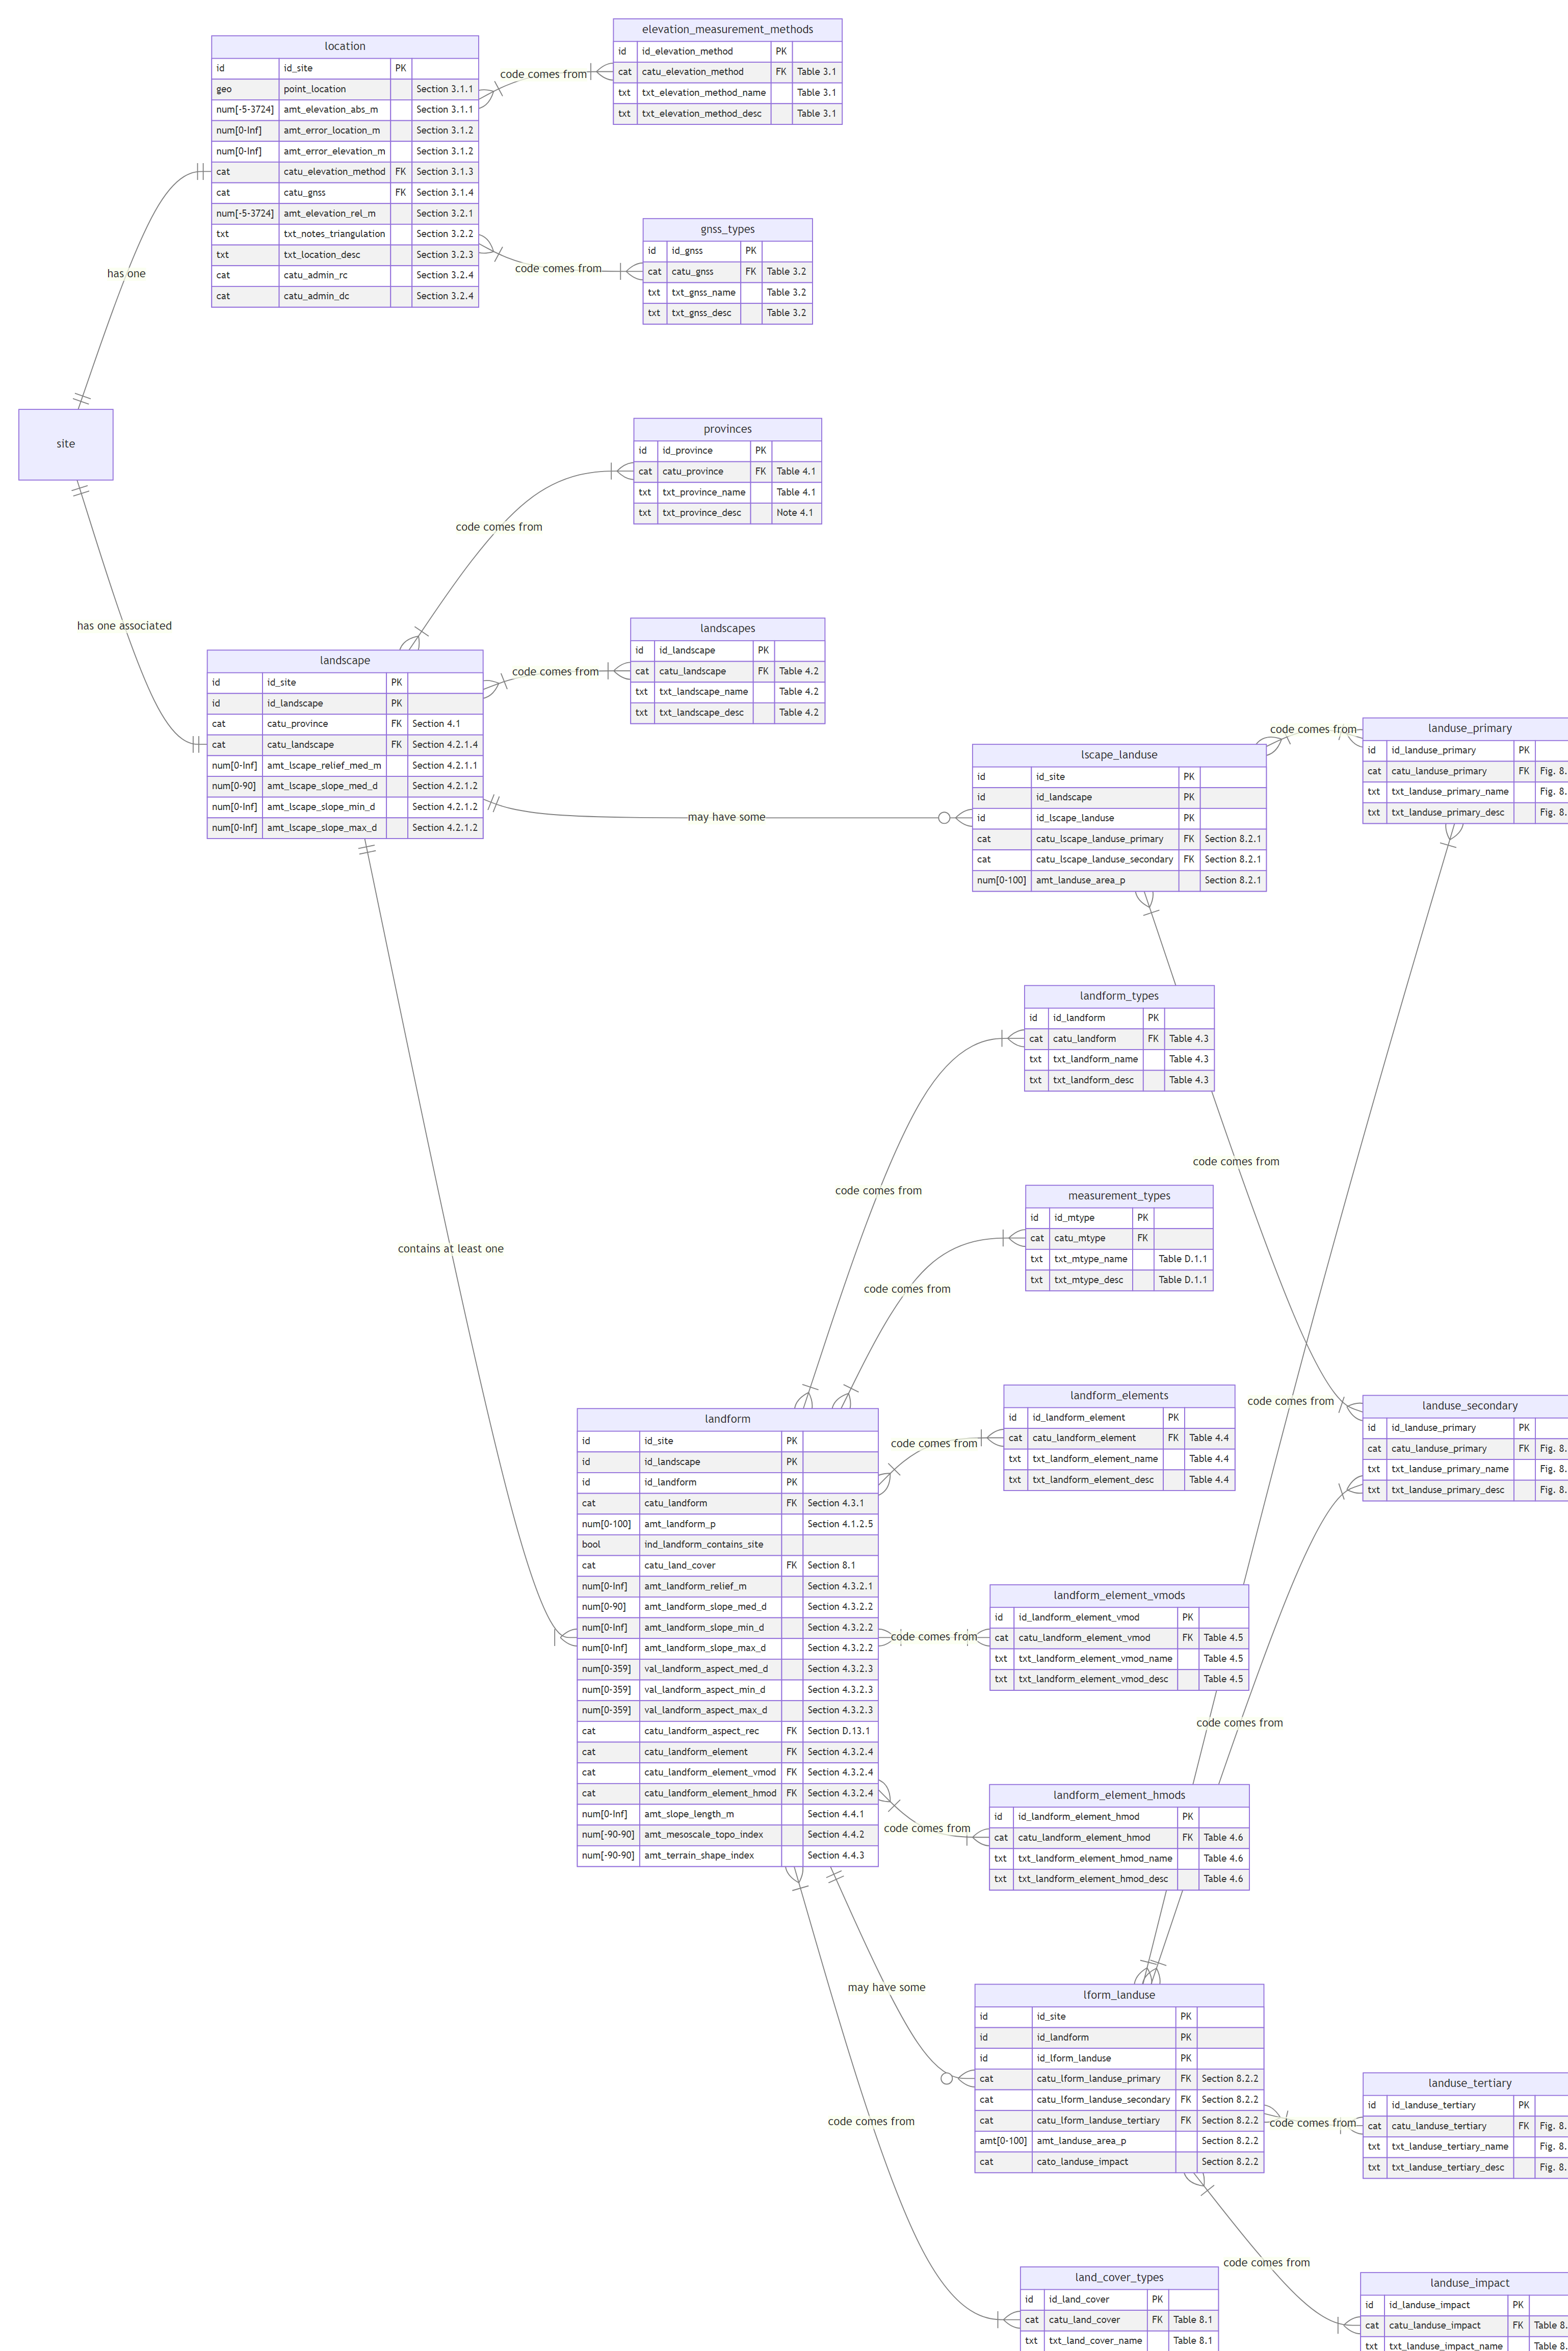 elevation_measurement_methods
id id_elevation_method PK
cat catu_elevation_method FK Table 3.1
txt txt_elevation_method_name Table 3.1
txt txt_elevation_method_desc Table 3.1
location
id id_site PK
geo point_location Section 3.1.1
num[-5-3724] amt_elevation_abs_m Section 3.1.1
num[0-Inf] amt_error_location_m Section 3.1.2
num[0-Inf] amt_error_elevation_m Section 3.1.2
cat catu_elevation_method FK Section 3.1.3
cat catu_gnss FK Section 3.1.4
num[-5-3724] amt_elevation_rel_m Section 3.2.1
txt txt_notes_triangulation Section 3.2.2
txt txt_location_desc Section 3.2.3
cat catu_admin_rc Section 3.2.4
cat catu_admin_dc Section 3.2.4
code comes from
gnss_types
id id_gnss PK
cat catu_gnss FK Table 3.2
txt txt_gnss_name Table 3.2
txt txt_gnss_desc Table 3.2
code comes from
has one
site
provinces
id id_province PK
cat catu_province FK Table 4.1
txt txt_province_name Table 4.1
txt txt_province_desc Note 4.1
code comes from
has one associated
landscapes
id id_landscape PK
cat catu_landscape FK Table 4.2
txt txt_landscape_name Table 4.2
txt txt_landscape_desc Table 4.2
code comes from
landscape
id id_site PK
id id_landscape PK
cat catu_province FK Section 4.1
cat catu_landscape FK Section 4.2.1.4
num[0-Inf] amt_lscape_relief_med_m Section 4.2.1.1
num[0-90] amt_lscape_slope_med_d Section 4.2.1.2
num[0-Inf] amt_lscape_slope_min_d Section 4.2.1.2
num[0-Inf] amt_lscape_slope_max_d Section 4.2.1.2
may have some
lscape_landuse
id id_site PK
id id_landscape PK
id id_lscape_landuse PK
cat catu_lscape_landuse_primary FK Section 8.2.1
cat catu_lscape_landuse_secondary FK Section 8.2.1
num[0-100] amt_landuse_area_p Section 8.2.1
code comes from
landuse_primary
id id_landuse_primary PK
cat catu_landuse_primary FK Fig. 8.
txt txt_landuse_primary_name Fig. 8.
txt txt_landuse_primary_desc Fig. 8.
landform_types
id id_landform PK
cat catu_landform FK Table 4.3
txt txt_landform_name Table 4.3
txt txt_landform_desc Table 4.3
code comes from
code comes from
measurement_types
id id_mtype PK
cat catu_mtype FK
txt txt_mtype_name Table D.1.1
txt txt_mtype_desc Table D.1.1
contains at least one
code comes from
landform_elements
id id_landform_element PK
cat catu_landform_element FK Table 4.4
txt txt_landform_element_name Table 4.4
txt txt_landform_element_desc Table 4.4
code comes from
code comes from
landuse_secondary
id id_landuse_primary PK
cat catu_landuse_primary FK Fig. 8.
txt txt_landuse_primary_name Fig. 8.
txt txt_landuse_primary_desc Fig. 8.
landform
id id_site PK
id id_landscape PK
id id_landform PK
cat catu_landform FK Section 4.3.1
num[0-100] amt_landform_p Section 4.1.2.5
bool ind_landform_contains_site
cat catu_land_cover FK Section 8.1
num[0-Inf] amt_landform_relief_m Section 4.3.2.1
num[0-90] amt_landform_slope_med_d Section 4.3.2.2
num[0-Inf] amt_landform_slope_min_d Section 4.3.2.2
num[0-Inf] amt_landform_slope_max_d Section 4.3.2.2
num[0-359] val_landform_aspect_med_d Section 4.3.2.3
num[0-359] val_landform_aspect_min_d Section 4.3.2.3
num[0-359] val_landform_aspect_max_d Section 4.3.2.3
cat catu_landform_aspect_rec FK Section D.13.1
cat catu_landform_element FK Section 4.3.2.4
cat catu_landform_element_vmod FK Section 4.3.2.4
cat catu_landform_element_hmod FK Section 4.3.2.4
num[0-Inf] amt_slope_length_m Section 4.4.1
num[-90-90] amt_mesoscale_topo_index Section 4.4.2
num[-90-90] amt_terrain_shape_index Section 4.4.3
landform_element_vmods
id id_landform_element_vmod PK
cat catu_landform_element_vmod FK Table 4.5
txt txt_landform_element_vmod_name Table 4.5
txt txt_landform_element_vmod_desc Table 4.5
code comes from
code comes from
landform_element_hmods
id id_landform_element_hmod PK
cat catu_landform_element_hmod FK Table 4.6
txt txt_landform_element_hmod_name Table 4.6
txt txt_landform_element_hmod_desc Table 4.6
code comes from
may have some
lform_landuse
id id_site PK
id id_landform PK
id id_lform_landuse PK
cat catu_lform_landuse_primary FK Section 8.2.2
cat catu_lform_landuse_secondary FK Section 8.2.2
cat catu_lform_landuse_tertiary FK Section 8.2.2
amt[0-100] amt_landuse_area_p Section 8.2.2
cat cato_landuse_impact Section 8.2.2
code comes from
landuse_tertiary
id id_landuse_tertiary PK
cat catu_landuse_tertiary FK Fig. 8.
txt txt_landuse_tertiary_name Fig. 8.
txt txt_landuse_tertiary_desc Fig. 8.
code comes from
code comes from
land_cover_types
id id_land_cover PK
cat catu_land_cover FK Table 8.1
txt txt_land_cover_name Table 8.1
landuse_impact
id id_landuse_impact PK
cat catu_landuse_impact FK Table 8.
txt txt_landuse_impact_name Table 8.